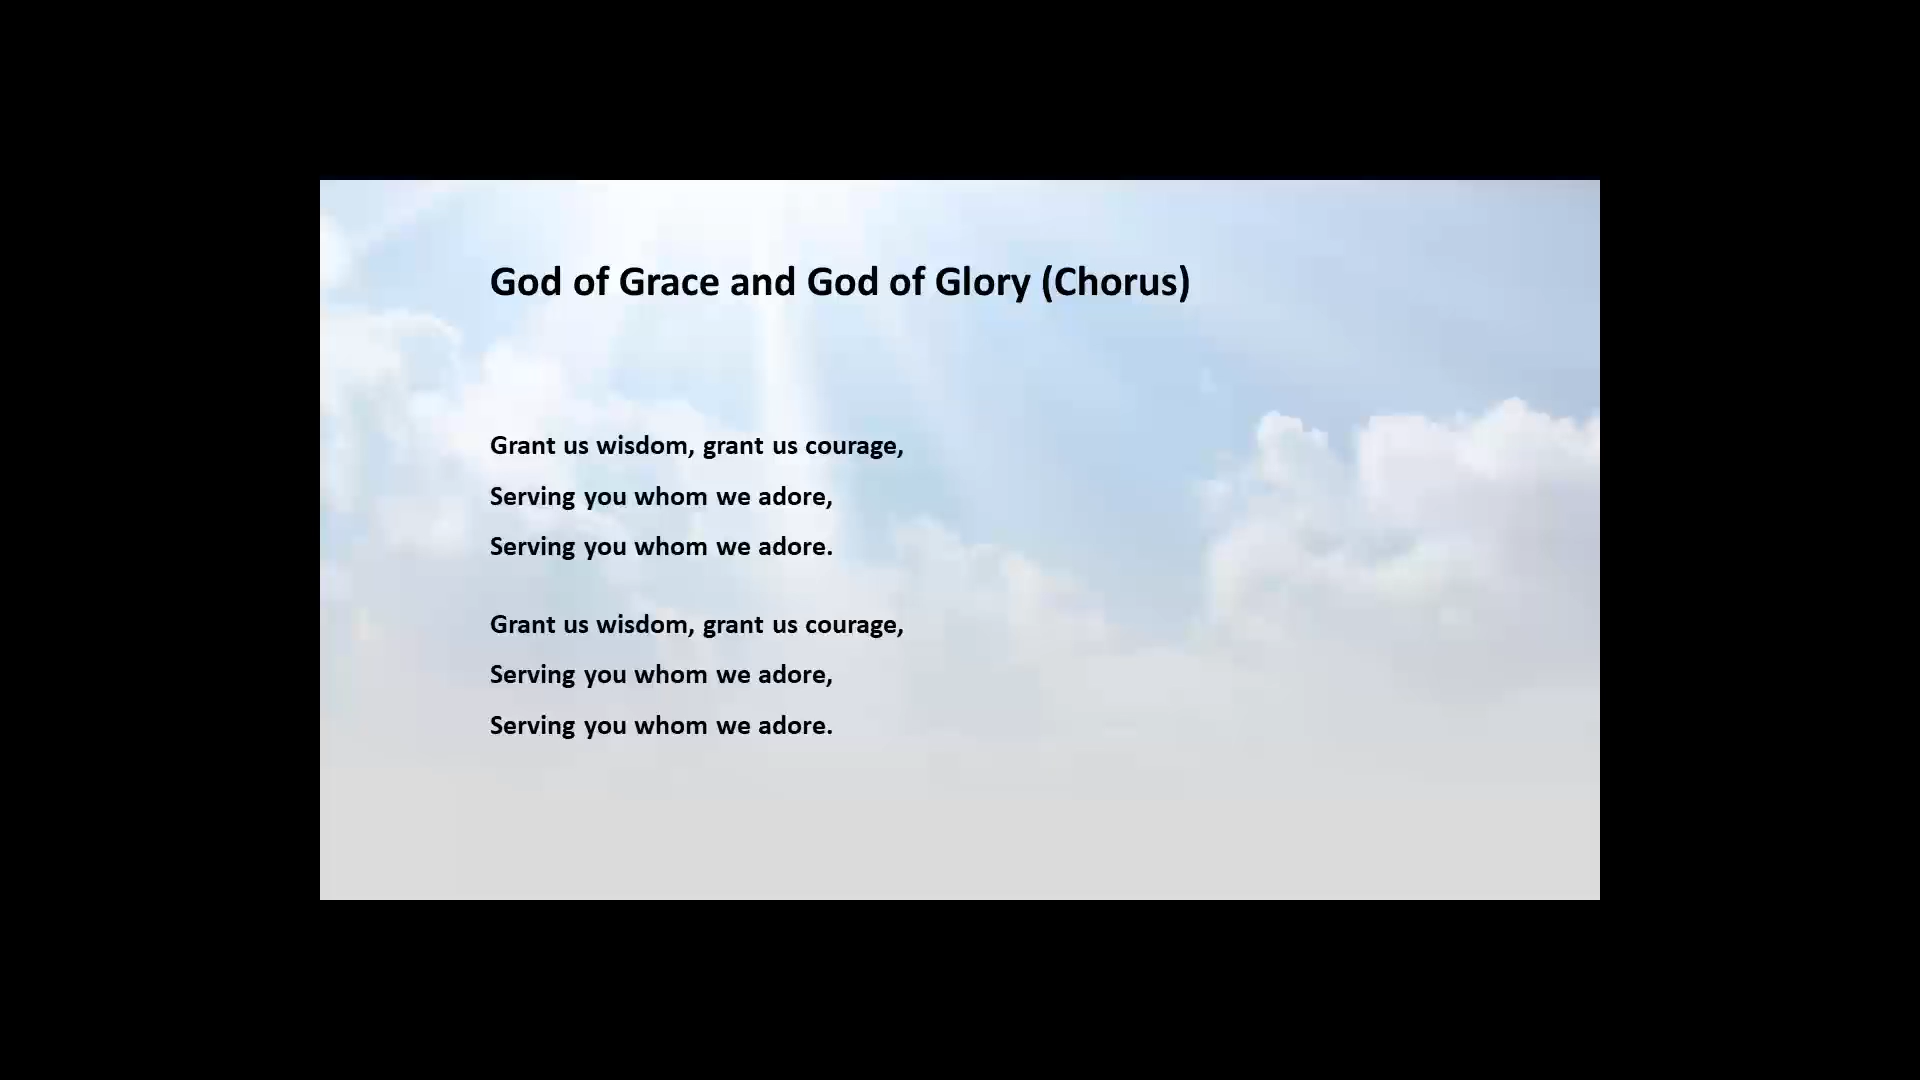 God of Grace and God of Glory (Chorus)
Grant us wisdom, grant us courage,
Serving you whom we adore,
Serving you whom we adore.
Grant us wisdom, grant us courage,
Serving you whom we adore,
Serving you whom we adore.